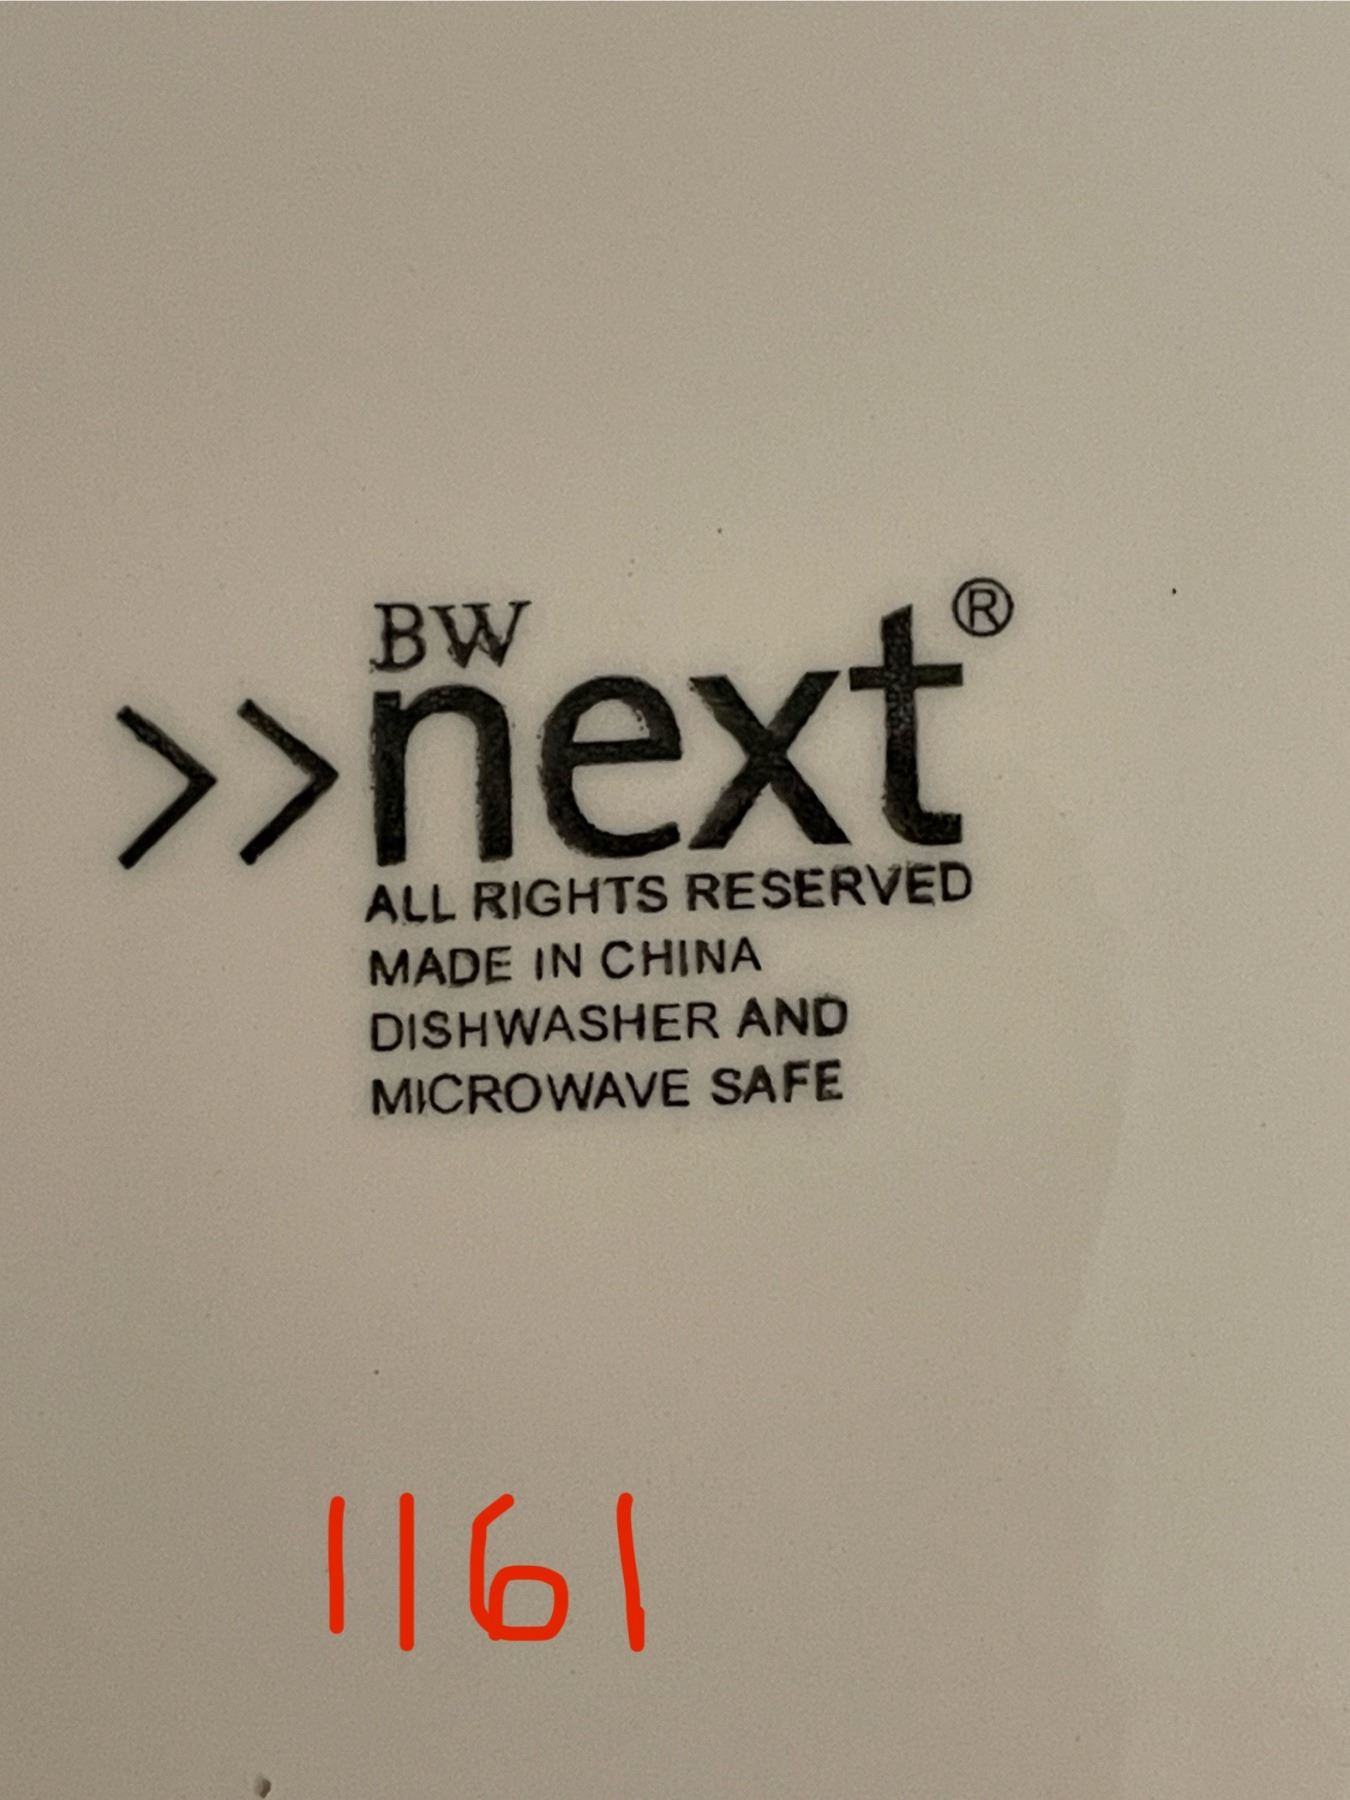 BW
>>next®
ALL RIGHTS RESERVED
MADE IN CHINA
DISHWASHER AND
MICROWAVE SAFE
1161